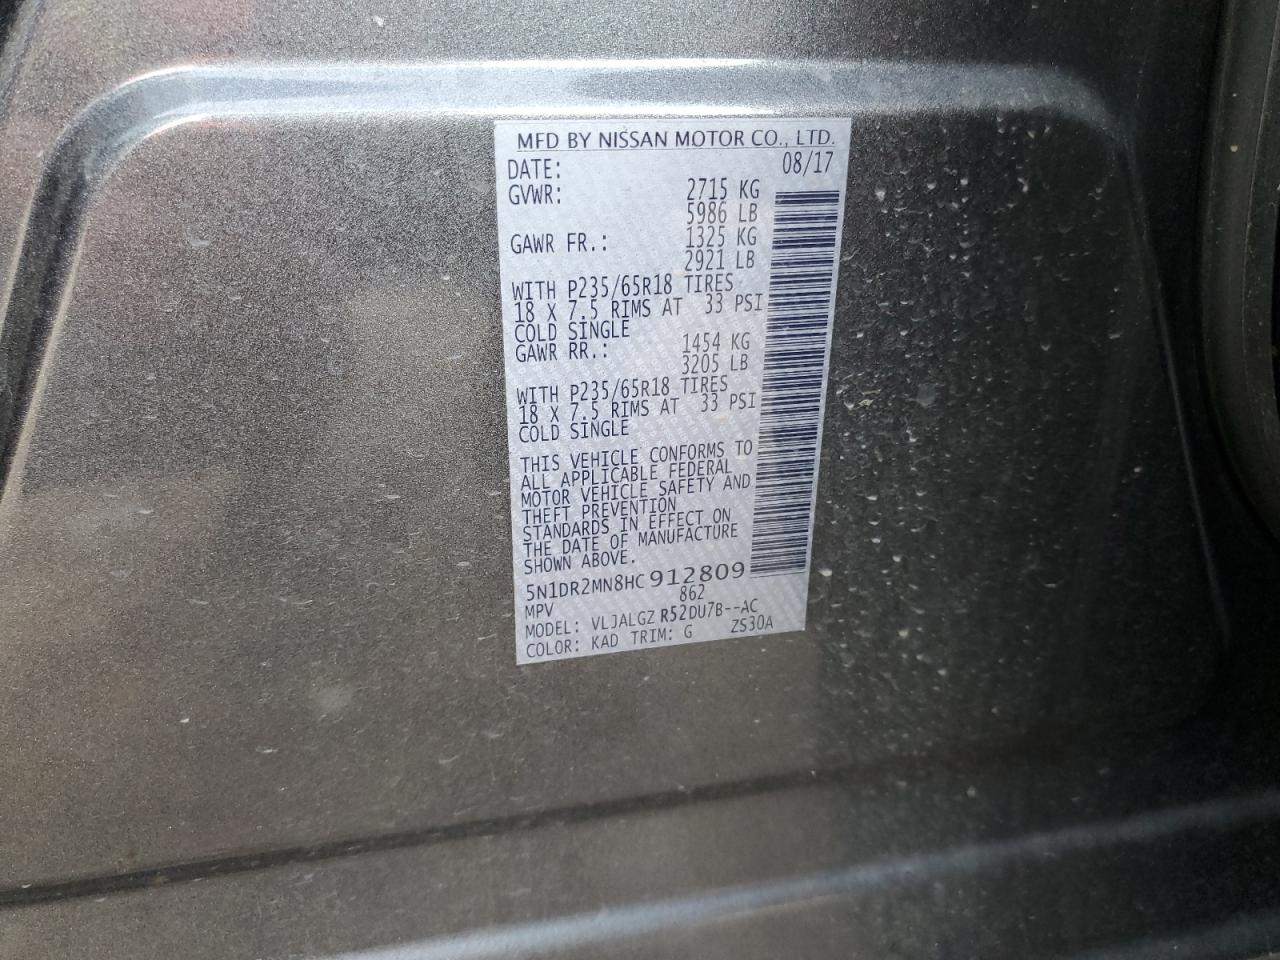 MFD BY NISSAN MOTOR CO., LTD.
DATE: 08/17
GVWR: 2715 KG
5986 LB
GAWR FR.: 1325 KG
2921 LB
WITH P235/65R18 TIRES
18 X 7.5 RIMS AT 33 PSI
COLD SINGLE
GAWR RR.: 1454 KG
3205 LB
WITH P235/65R18 TIRES
18 X 7.5 RIMS AT 33 PSI
COLD SINGLE
THIS VEHICLE CONFORMS TO
ALL APPLICABLE FEDERAL
MOTOR VEHICLE SAFETY AND
THEFT PREVENTION
STANDARDS IN EFFECT ON
THE DATE OF MANUFACTURE
SHOWN ABOVE.
5N1DR2MN8HC912809
MPV 862
MODEL: VLJALGZ R52DU7B--AC
COLOR: KAD TRIM: G ZS30A